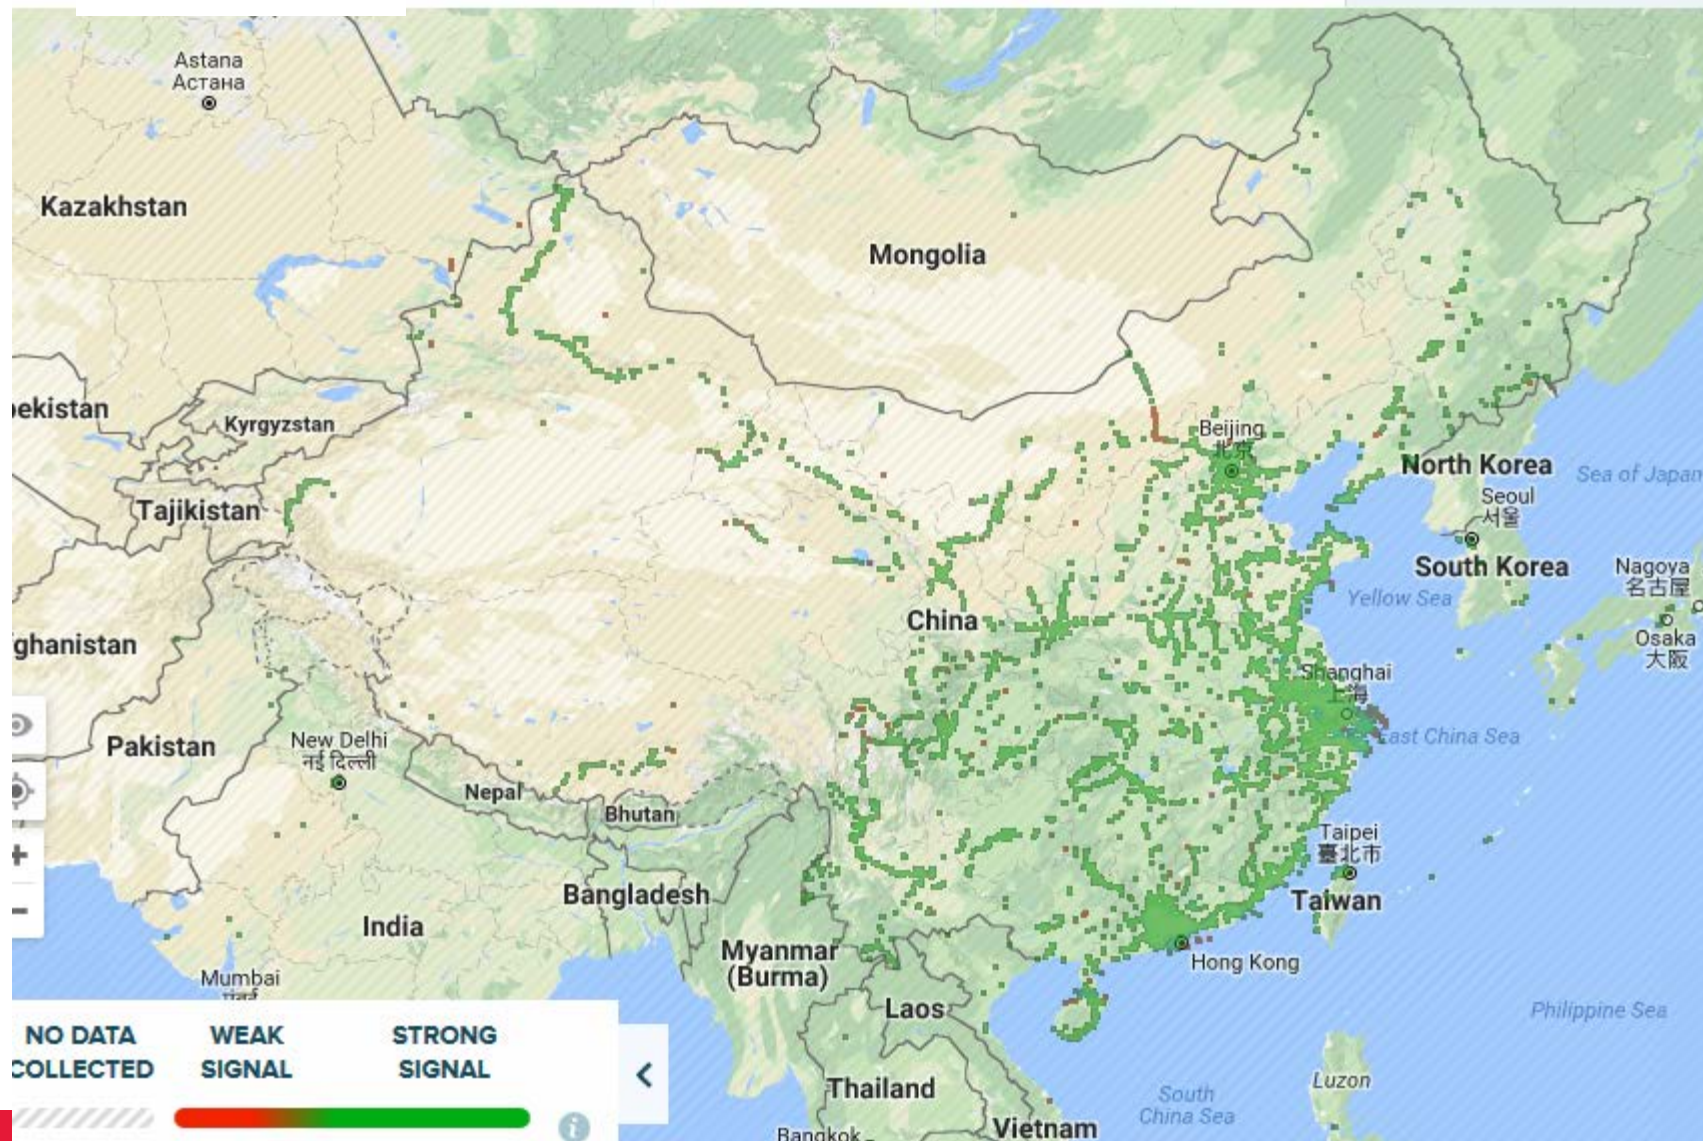 Astana
Астана
Kazakhstan
Mongolia
Kyrgyzstan
Tajikistan
Beijing
北京
North Korea
Sea of Japan
Seoul
서울
South Korea
Nagoya
名古屋
Yellow Sea
Osaka
大阪
China
Shanghai
上海
East China Sea
Pakistan
New Delhi
नई दिल्ली
Nepal
Bhutan
Taipei
臺北市
Taiwan
Bangladesh
India
Myanmar
(Burma)
Hong Kong
Mumbai
Laos
Philippine Sea
NO DATA
COLLECTED
WEAK
SIGNAL
STRONG
SIGNAL
Thailand
Luzon
South
China Sea
Vietnam
Bangkok